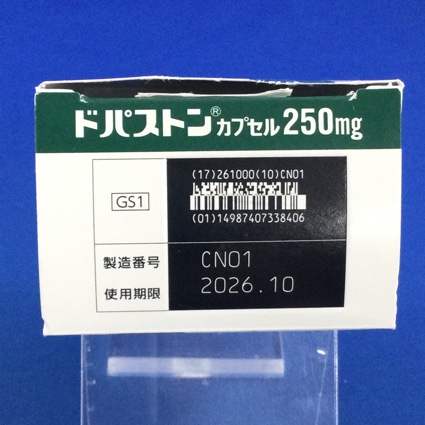 ドパストン®カプセル250mg
(17)261000(10)CN01
GS1
(01)14987407338406
製造番号 CN01
使用期限 2026.10